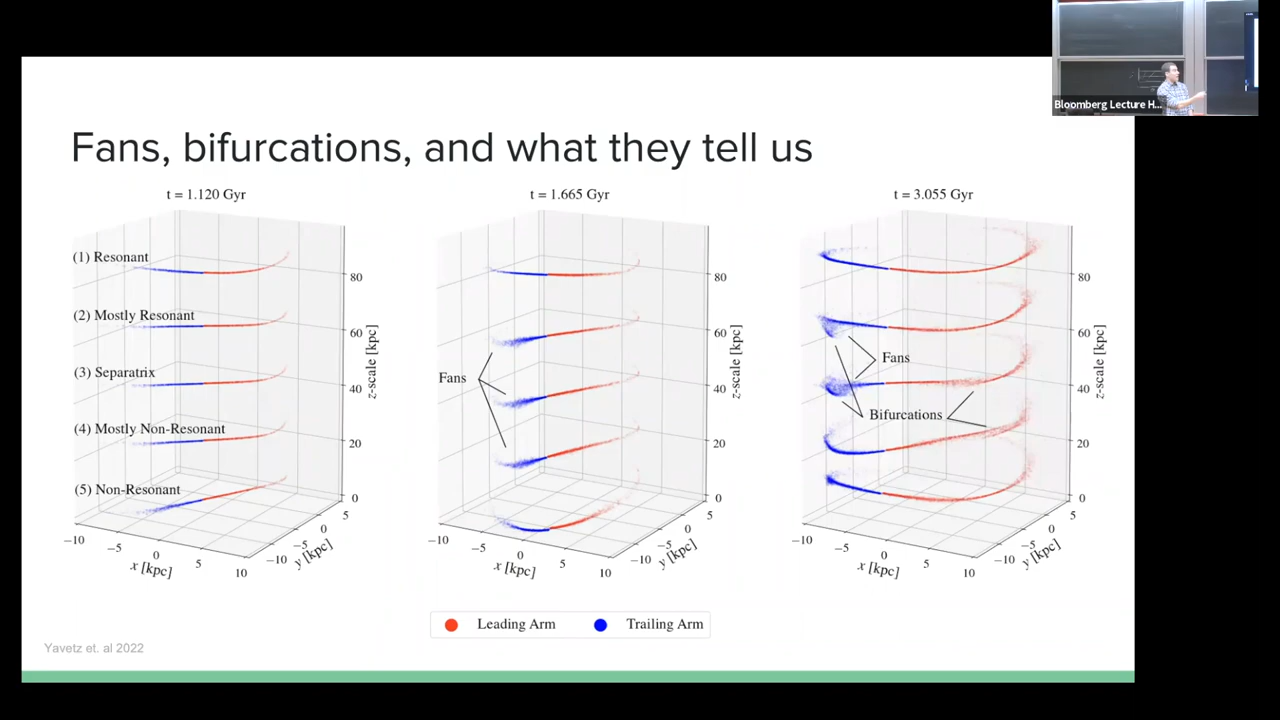 Bloomberg Lecture H...
Fans, bifurcations, and what they tell us
t = 1.120 Gyr
(1) Resonant
(2) Mostly Resonant
(3) Separatrix
(4) Mostly Non-Resonant
(5) Non-Resonant
80
60
40
20
0
z-scale [kpc]
−10
−5
0
5
10
x [kpc]
−10
−5
0
5
y [kpc]
t = 1.665 Gyr
Fans
80
60
40
20
0
z-scale [kpc]
−10
−5
0
5
10
x [kpc]
−10
−5
0
5
y [kpc]
t = 3.055 Gyr
Fans
Bifurcations
80
60
40
20
0
z-scale [kpc]
−10
−5
0
5
10
x [kpc]
−10
−5
0
5
y [kpc]
Leading Arm
Trailing Arm
Yavetz et. al 2022